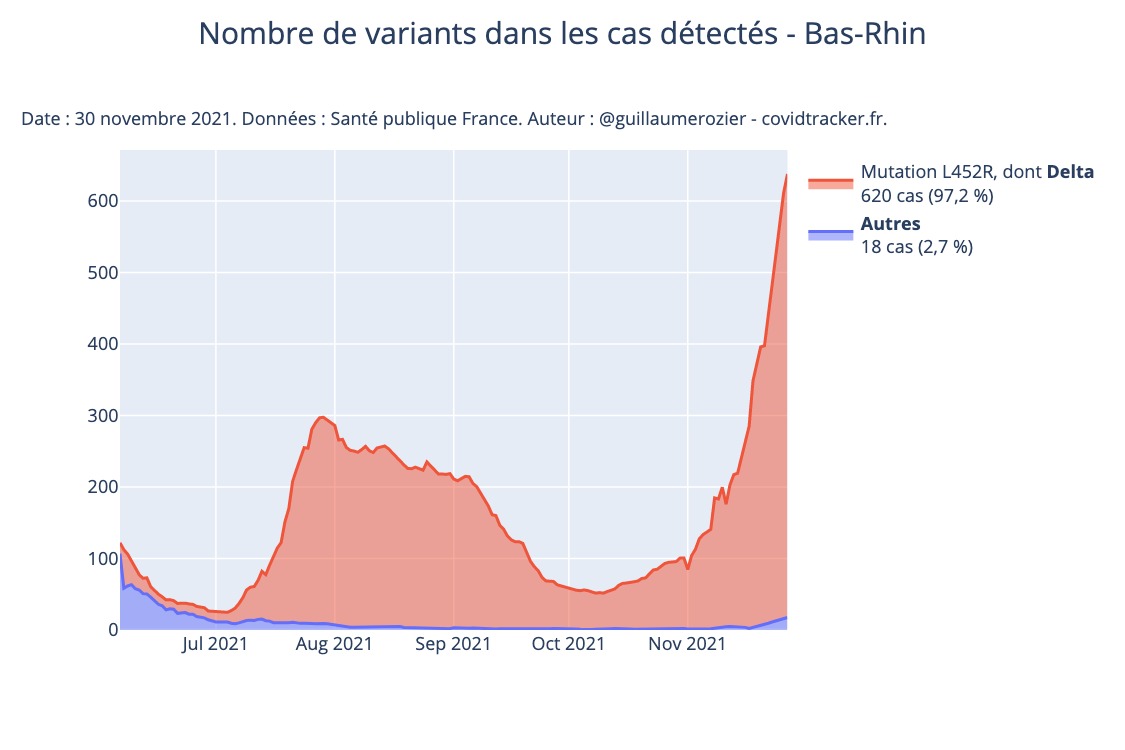 Nombre de variants dans les cas détectés - Bas-Rhin
Date : 30 novembre 2021. Données : Santé publique France. Auteur : @guillaumerozier - covidtracker.fr.
Mutation L452R, dont Delta
620 cas (97,2 %)
Autres
18 cas (2,7 %)
600
500
400
300
200
100
0
Jul 2021
Aug 2021
Sep 2021
Oct 2021
Nov 2021